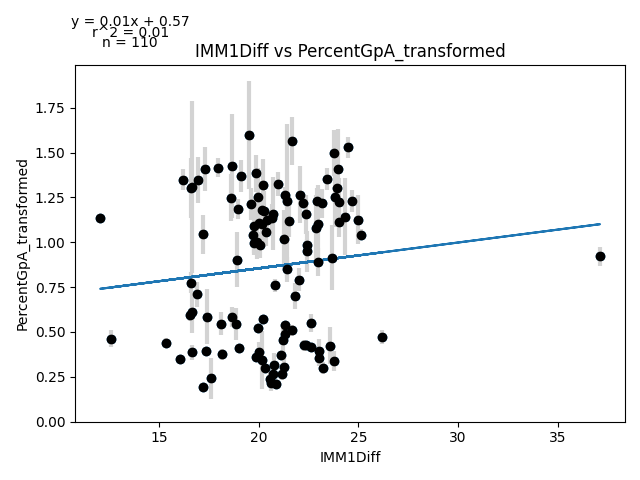 y = 0.01x + 0.57
r^2 = 0.01
n = 110
IMM1Diff vs PercentGpA_transformed
PercentGpA_transformed
1.75
1.50
1.25
1.00
0.75
0.50
0.25
0.00
15 20 25 30 35
IMM1Diff